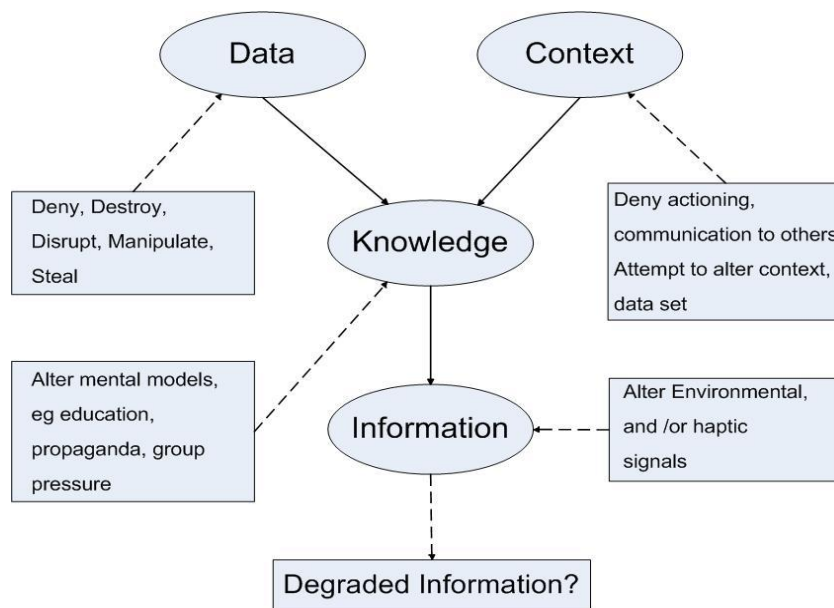 Data
Context
Deny, Destroy,
Disrupt, Manipulate,
Steal
Deny actioning,
communication to others
Attempt to alter context,
data set
Knowledge
Alter mental models,
eg education,
propaganda, group
pressure
Information
Alter Environmental,
and /or haptic
signals
Degraded Information?